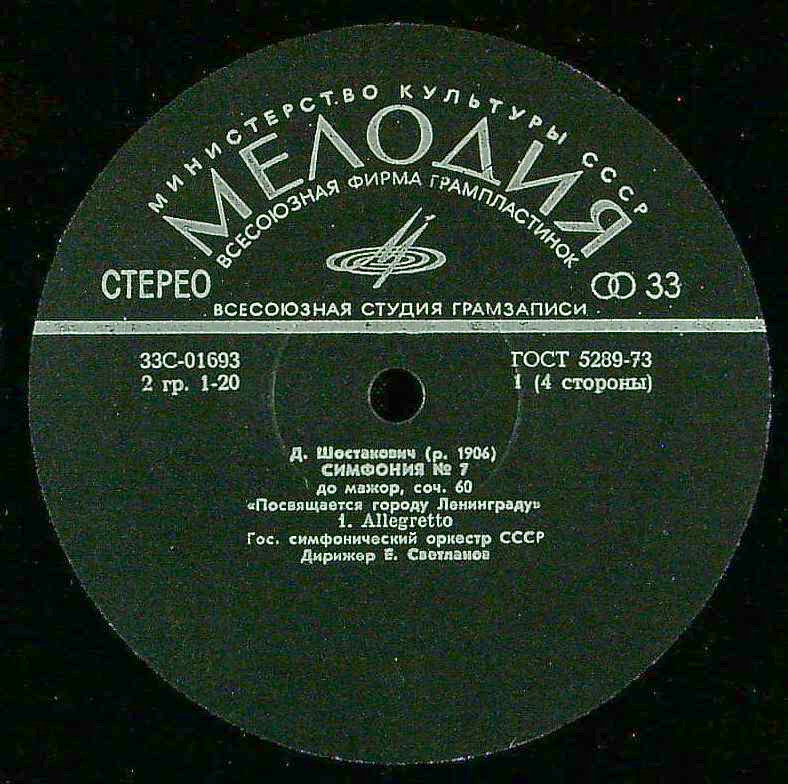 МИНИСТЕРСТВО КУЛЬТУРЫ СССР
МЕЛОДИЯ
ВСЕСОЮЗНАЯ ФИРМА ГРАМПЛАСТИНОК
СТЕРЕО
33
ВСЕСОЮЗНАЯ СТУДИЯ ГРАМЗАПИСИ
33С-01693
ГОСТ 5289-73
2 гр. 1-20
1 (4 стороны)
Д. Шостакович (р. 1906)
СИМФОНИЯ № 7
до мажор, соч. 60
«Посвящается городу Ленинграду»
1. Allegretto
Гос. симфонический оркестр СССР
Дирижер Е. Светланов